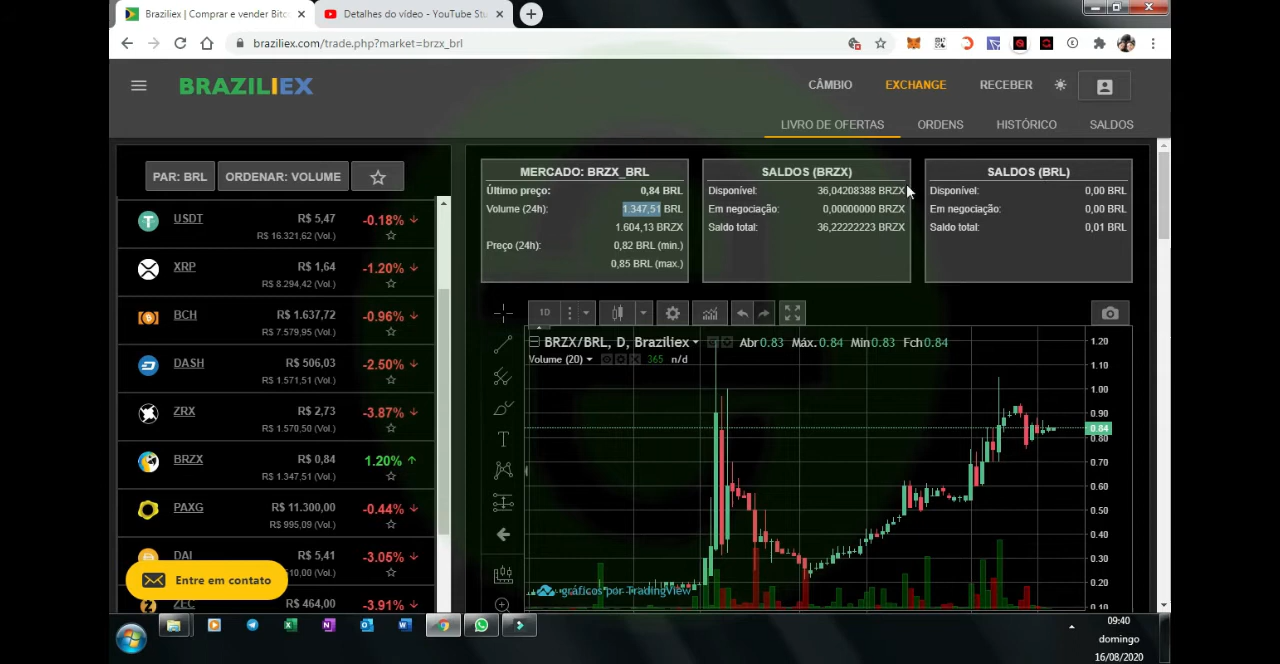 Braziliex | Comprar e vender Bitc
Detalhes do vídeo - YouTube Stu
braziliex.com/trade.php?market=brzx_brl
BRAZILIEX
CÂMBIO
EXCHANGE
RECEBER
LIVRO DE OFERTAS
ORDENS
HISTÓRICO
SALDOS
PAR: BRL
ORDENAR: VOLUME
USDT R$ 5,47 -0.18%
R$ 16.321,62 (Vol.)
XRP R$ 1,64 -1.20%
R$ 8.294,42 (Vol.)
BCH R$ 1.637,72 -0.96%
R$ 7.579,95 (Vol.)
DASH R$ 506,03 -2.50%
R$ 1.571,51 (Vol.)
ZRX R$ 2,73 -3.87%
R$ 1.570,50 (Vol.)
BRZX R$ 0,84 1.20%
R$ 1.347,51 (Vol.)
PAXG R$ 11.300,00 -0.44%
R$ 995,09 (Vol.)
DAI R$ 5,41 -3.05%
10,00 (Vol.)
ZEC R$ 464,00 -3.91%
Entre em contato
MERCADO: BRZX_BRL
Último preço: 0,84 BRL
Volume (24h): 1.347,51 BRL
1.604,13 BRZX
Preço (24h): 0,82 BRL (min.)
0,85 BRL (max.)
SALDOS (BRZX)
Disponível: 36,04208388 BRZX
Em negociação: 0,00000000 BRZX
Saldo total: 36,22222223 BRZX
SALDOS (BRL)
Disponível: 0,00 BRL
Em negociação: 0,00 BRL
Saldo total: 0,01 BRL
1D
BRZX/BRL, D, Braziliex Abr 0.83 Máx. 0.84 Mín 0.83 Fch 0.84
Volume (20) 365 n/d
1.20
1.10
1.00
0.90
0.84
0.80
0.70
0.60
0.50
0.40
0.30
0.20
0.10
gráficos por TradingView
09:40
domingo
16/08/2020